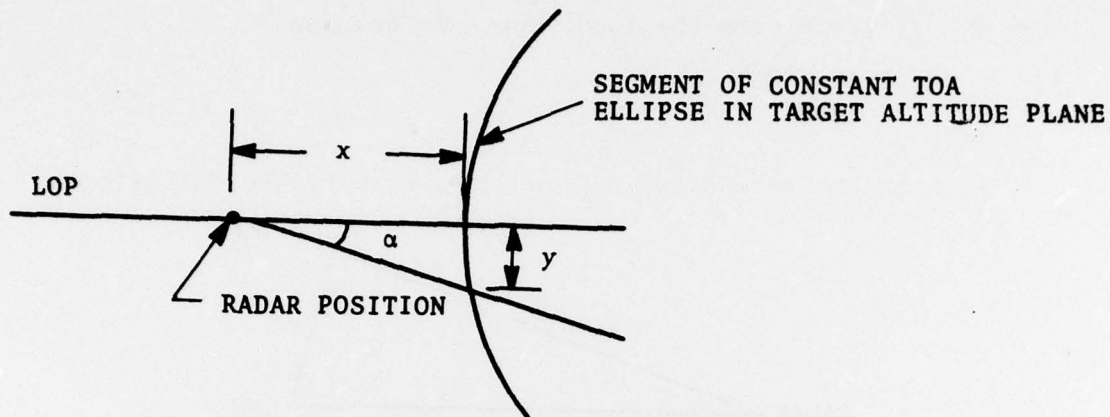 SEGMENT OF CONSTANT TOA
ELLIPSE IN TARGET ALTITUDE PLANE
x
LOP
α
y
RADAR POSITION